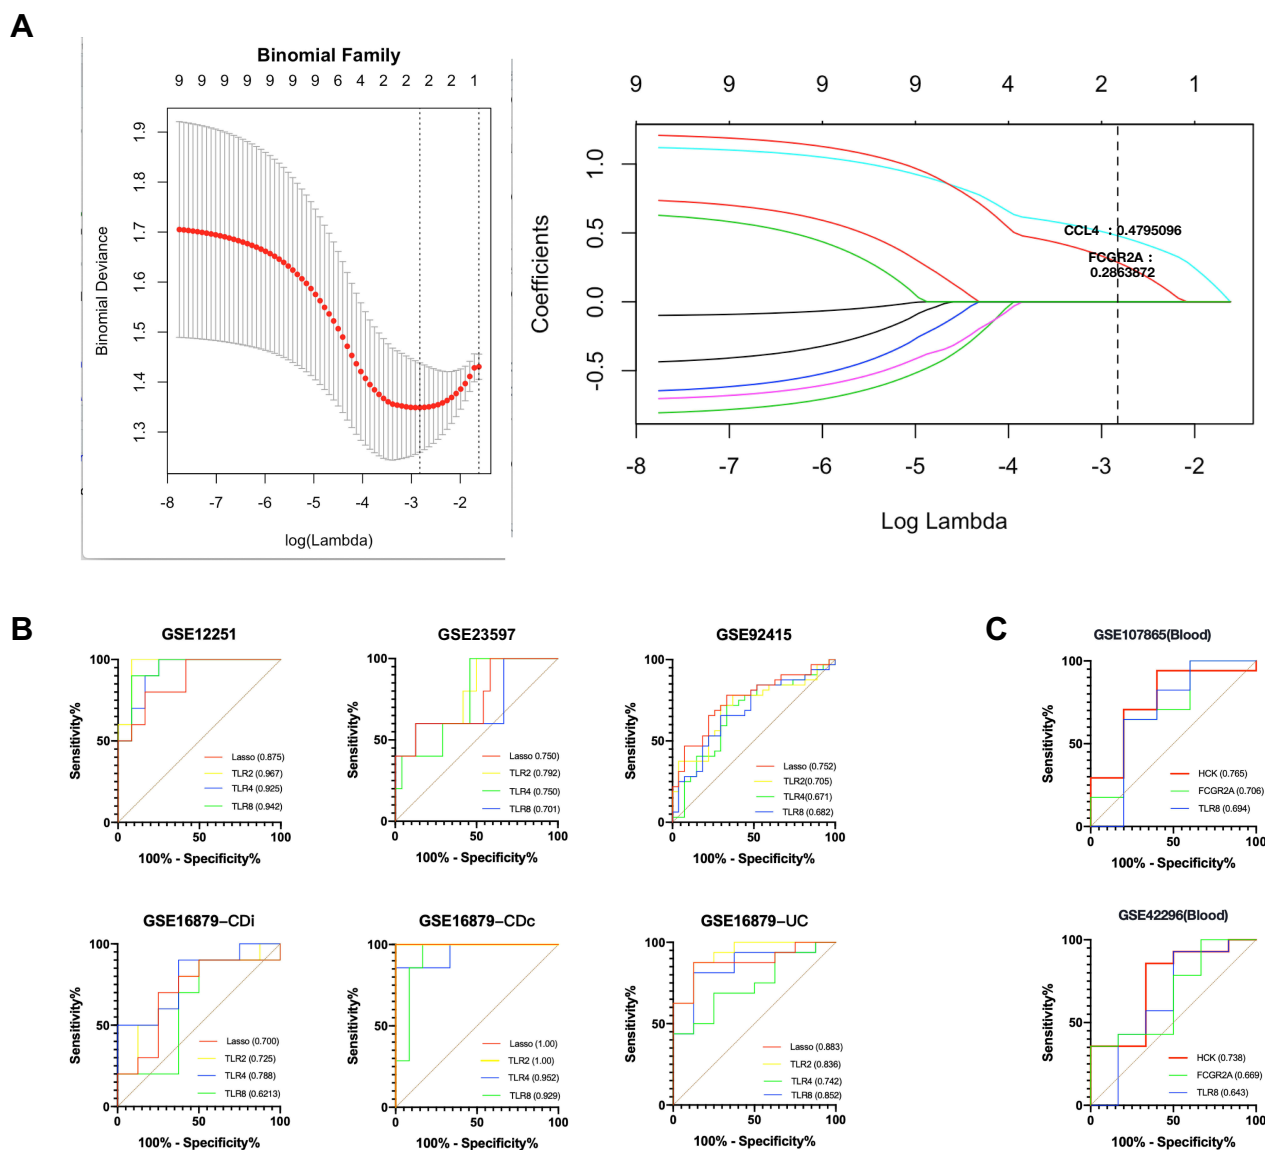 A
Binomial Family
9 9 9 9 9 9 9 6 4 2 2 2 2 1
1.9
1.8
1.7
1.6
1.5
1.4
1.3
Binomial Deviance
-8 -7 -6 -5 -4 -3 -2
log(Lambda)
9 9 9 9 4 2 1
1.0
0.5
0.0
-0.5
Coefficients
CCL4 : 0.4795096
FCGR2A :
0.2863872
-8 -7 -6 -5 -4 -3 -2
Log Lambda
B
GSE12251
100
50
0
Sensitivity%
Lasso (0.875)
TLR2 (0.967)
TLR4 (0.925)
TLR8 (0.942)
0 50 100
100% - Specificity%
GSE23597
100
50
0
Sensitivity%
Lasso 0.750)
TLR2 (0.792)
TLR4 (0.750)
TLR8 (0.701)
0 50 100
100% - Specificity%
GSE92415
100
50
0
Sensitivity%
Lasso (0.752)
TLR2(0.705)
TLR4(0.671)
TLR8 (0.682)
0 50 100
100% - Specificity%
C
GSE107865(Blood)
100
50
0
Sensitivity%
HCK (0.765)
FCGR2A (0.706)
TLR8 (0.694)
0 50 100
100% - Specificity%
GSE16879–CDi
100
50
0
Sensitivity%
Lasso (0.700)
TLR2 (0.725)
TLR4 (0.788)
TLR8 (0.6213)
0 50 100
100% - Specificity%
GSE16879–CDc
100
50
0
Sensitivity%
Lasso (1.00)
TLR2 (1.00)
TLR4 (0.952)
TLR8 (0.929)
0 50 100
100% - Specificity%
GSE16879–UC
100
50
0
Sensitivity%
Lasso (0.883)
TLR2 (0.836)
TLR4 (0.742)
TLR8 (0.852)
0 50 100
100% - Specificity%
GSE42296(Blood)
100
50
0
Sensitivity%
HCK (0.738)
FCGR2A (0.669)
TLR8 (0.643)
0 50 100
100% - Specificity%